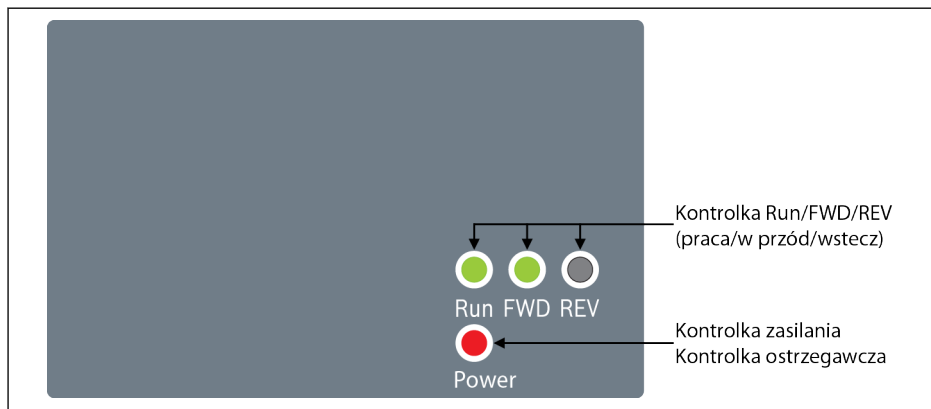 Kontrolka Run/FWD/REV
(praca/w przód/wstecz)
Run FWD REV
Kontrolka zasilania
Kontrolka ostrzegawcza
Power